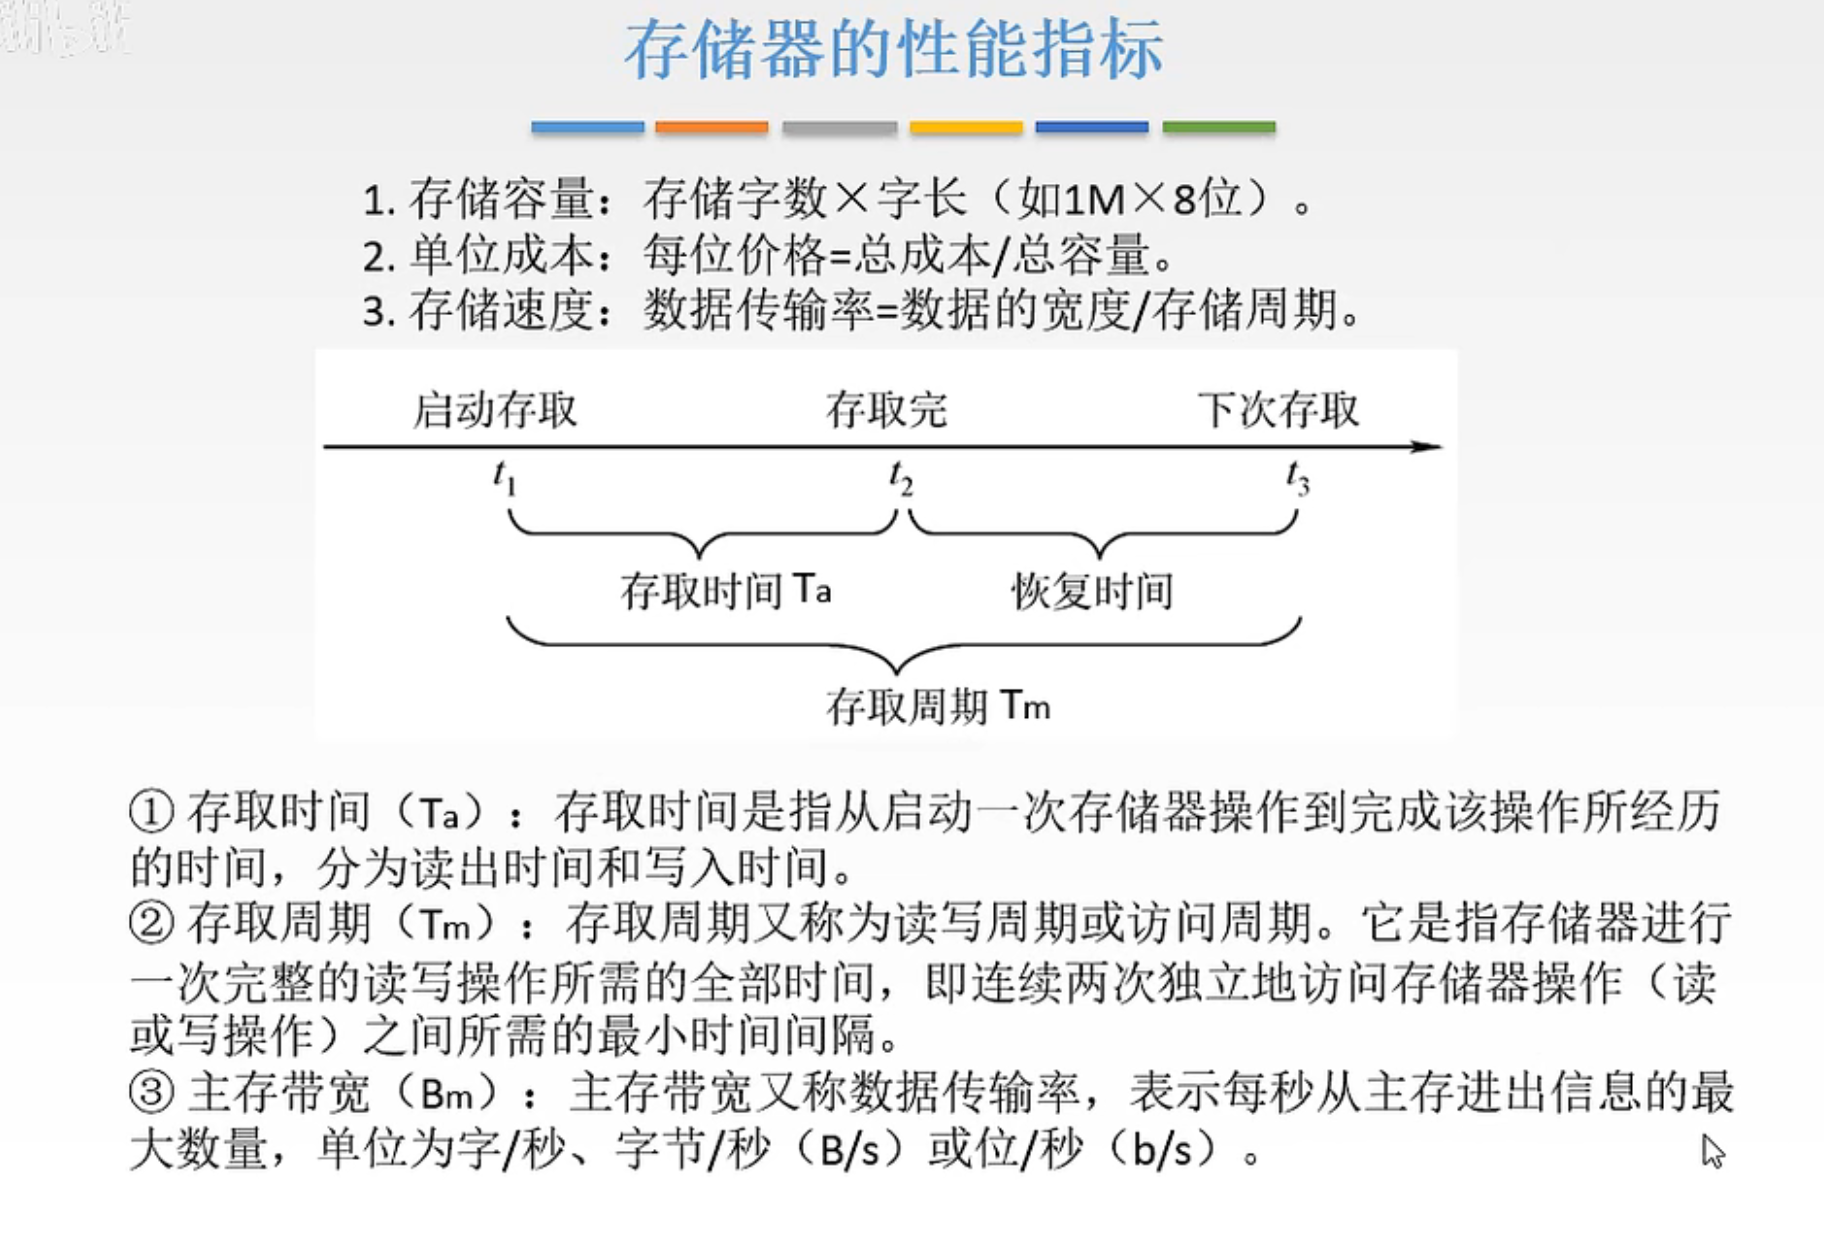 存储器的性能指标
1. 存储容量：存储字数×字长（如1M×8位）。
2. 单位成本：每位价格=总成本/总容量。
3. 存储速度：数据传输率=数据的宽度/存储周期。
启动存取 存取完 下次存取
t1 t2 t3
存取时间 Ta 恢复时间
存取周期 Tm
① 存取时间（Ta）：存取时间是指从启动一次存储器操作到完成该操作所经历
的时间，分为读出时间和写入时间。
② 存取周期（Tm）：存取周期又称为读写周期或访问周期。它是指存储器进行
一次完整的读写操作所需的全部时间，即连续两次独立地访问存储器操作（读
或写操作）之间所需的最小时间间隔。
③ 主存带宽（Bm）：主存带宽又称数据传输率，表示每秒从主存进出信息的最
大数量，单位为字/秒、字节/秒（B/s）或位/秒（b/s）。